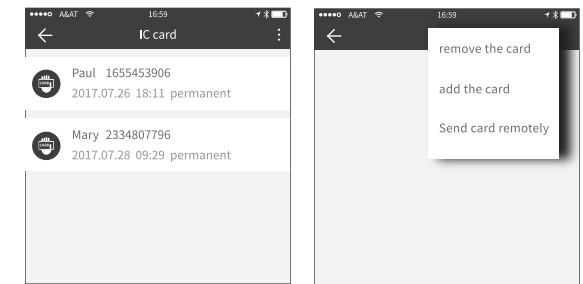 A&AT 16:59
IC card
CARD
Paul 1655453906
2017.07.26 18:11 permanent
CARD
Mary 2334807796
2017.07.28 09:29 permanent
A&AT 16:59
remove the card
add the card
Send card remotely